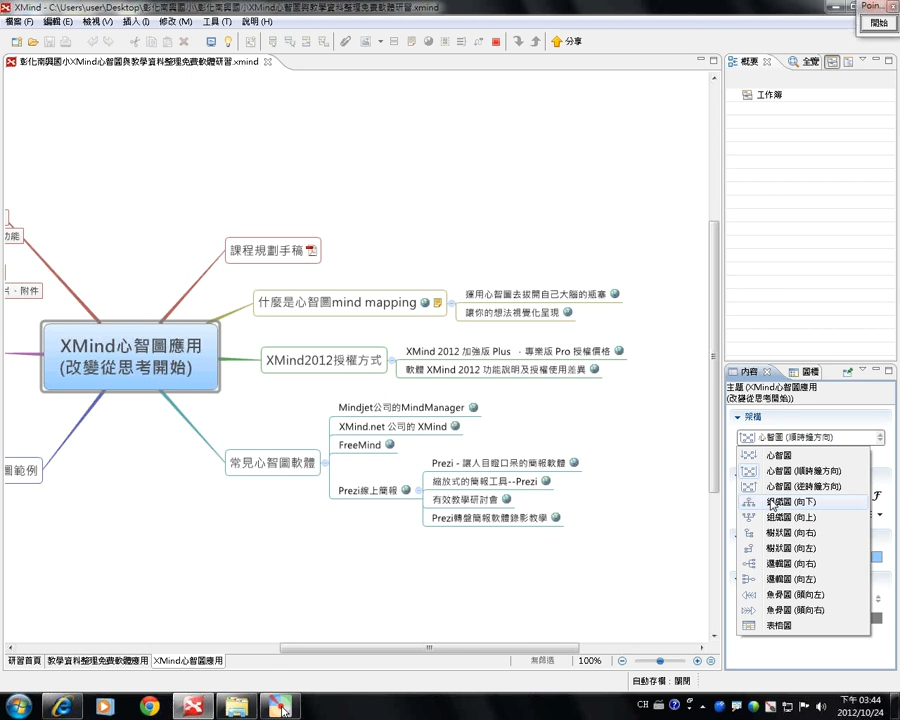 XMind - C:\Users\user\Desktop\彰化南興國小\彰化南興國小XMind心智圖與教學資料整理免費軟體研習.xmind
Poin...
檔案(F) 編輯(E) 檢視(V) 插入(I) 修改(M) 工具(T) 說明(H)
開始
分享
彰化南興國小XMind心智圖與教學資料整理免費軟體研習.xmind
概要 全覽
工作簿
功能
片、附件
圖範例
XMind心智圖應用
(改變從思考開始)
課程規劃手稿
什麼是心智圖mind mapping
運用心智圖去拔開自己大腦的瓶塞
讓你的想法視覺化呈現
XMind2012授權方式
XMind 2012 加強版 Plus - 專業版 Pro 授權價格
軟體 XMind 2012 功能說明及授權使用差異
常見心智圖軟體
Mindjet公司的MindManager
XMind.net 公司的 XMind
FreeMind
Prezi線上簡報
Prezi - 讓人目瞪口呆的簡報軟體
縮放式的簡報工具--Prezi
有效教學研討會
Prezi轉盤簡報軟體錄影教學
內容 圖標
主題 (XMind心智圖應用
(改變從思考開始))
架構
心智圖 (順時鐘方向)
心智圖
心智圖 (順時鐘方向)
心智圖 (逆時鐘方向)
組織圖 (向下)
組織圖 (向上)
樹狀圖 (向右)
樹狀圖 (向左)
邏輯圖 (向右)
邏輯圖 (向左)
魚骨圖 (頭向左)
魚骨圖 (頭向右)
表格圖
研習首頁 教學資料整理免費軟體應用 XMind心智圖應用
無篩選 100%
自動存檔：關閉
CH
下午 03:44
2012/10/24